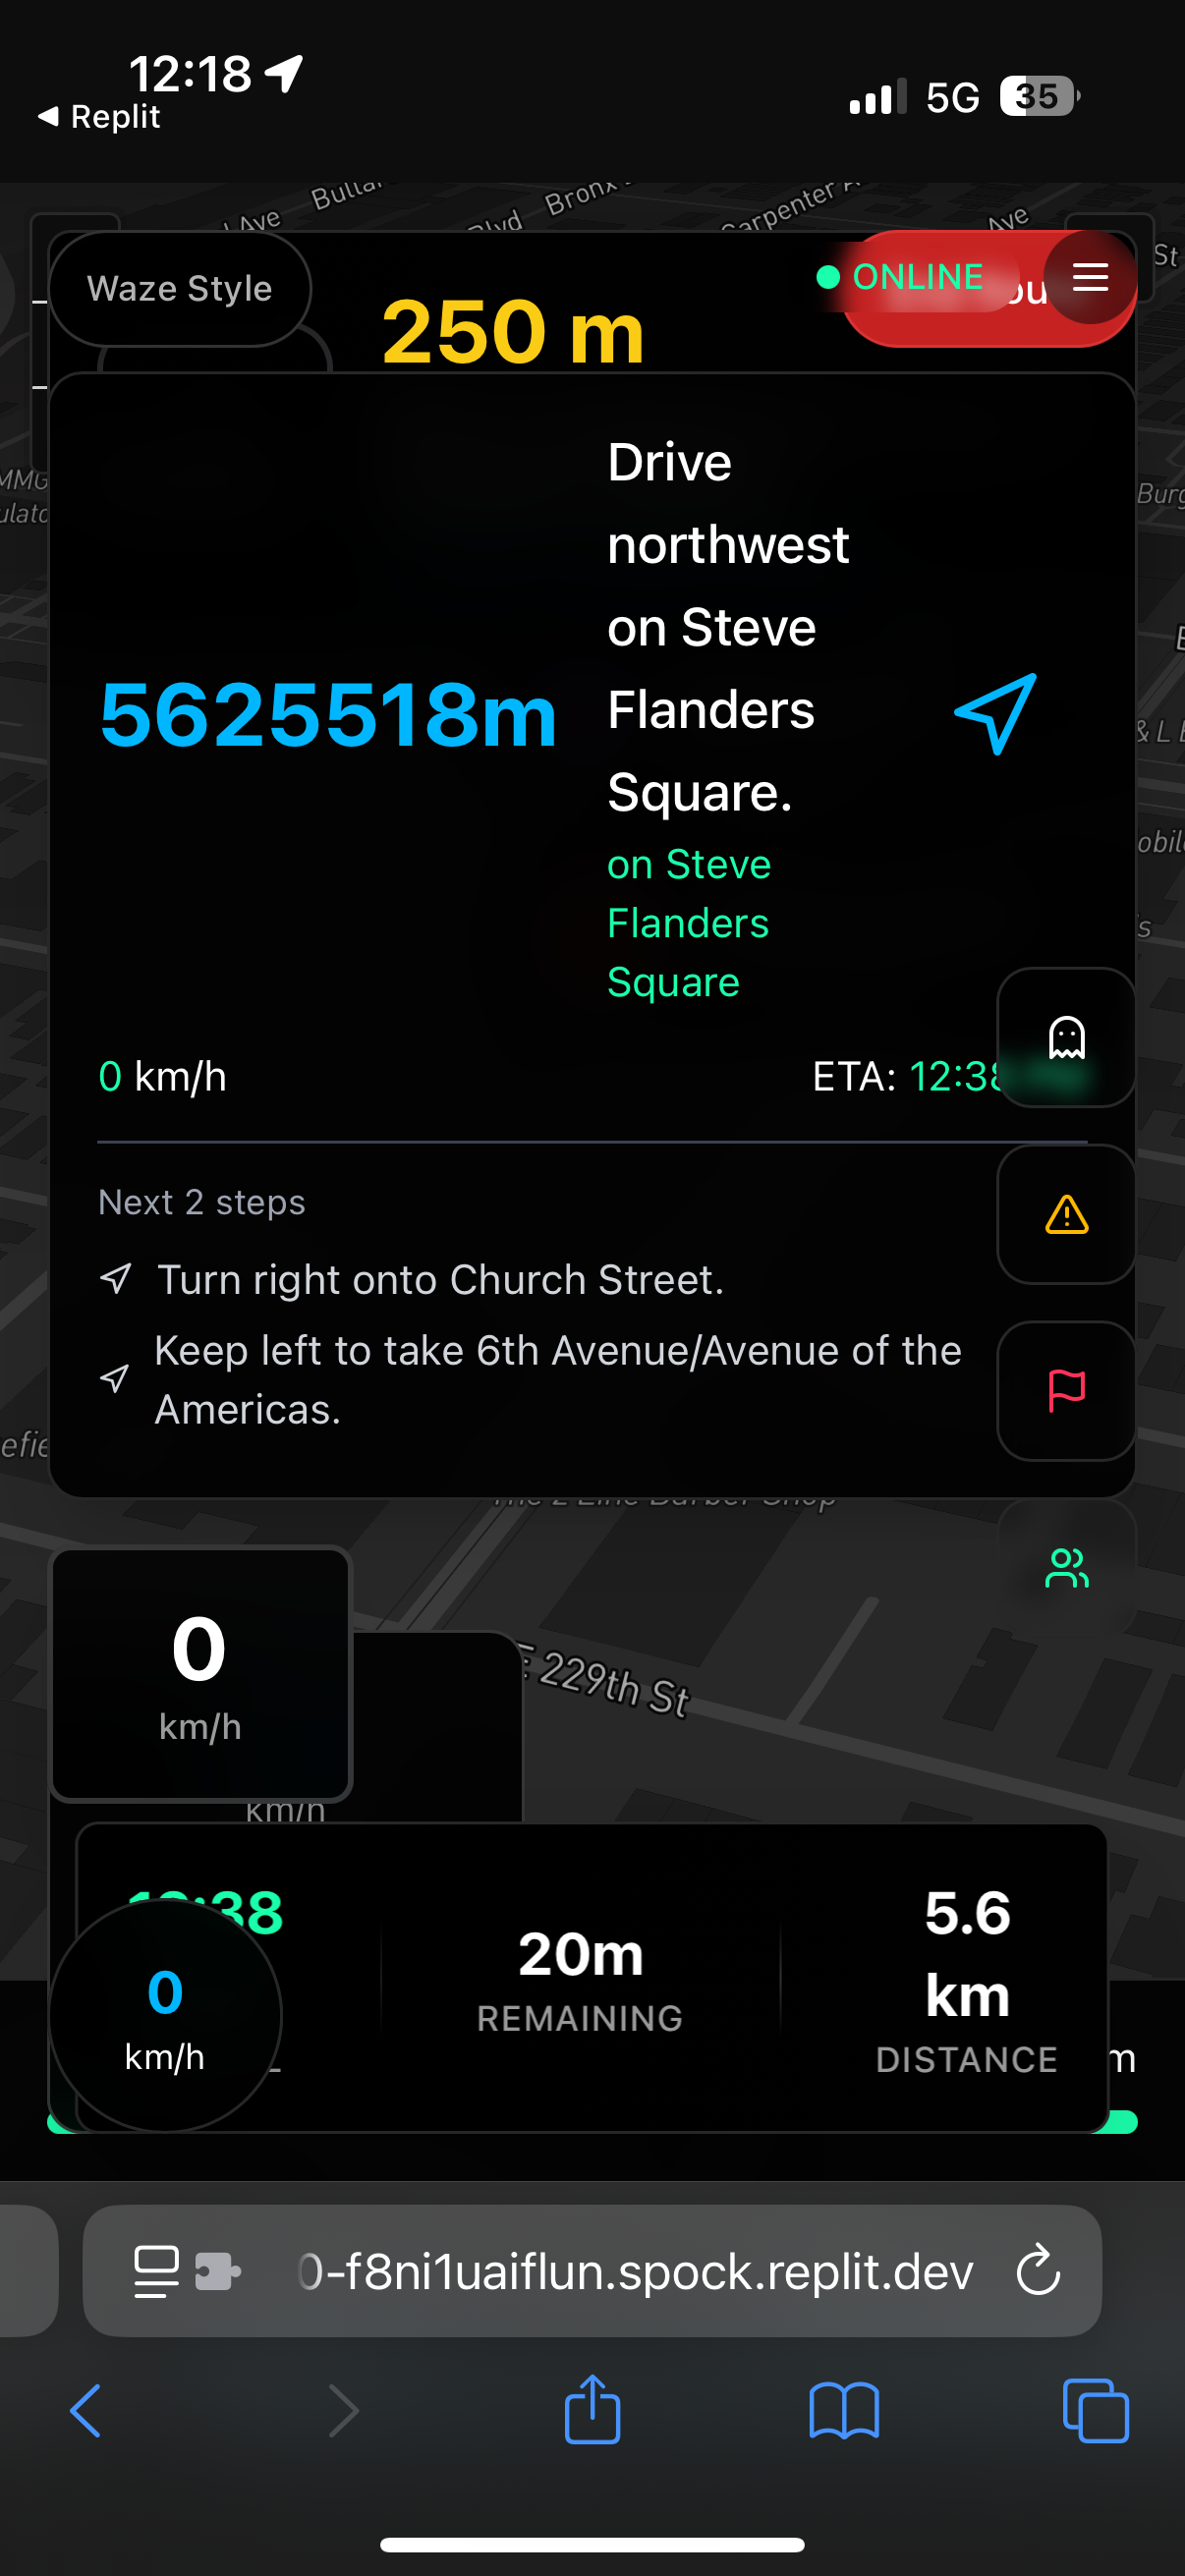 12:18
Replit
5G
35
Bronx
Ave
Blvd
Carpenter
Ave
St
Waze Style
ONLINE
250 m
Drive
northwest
on Steve
Flanders
Square.
5625518m
on Steve
Flanders
Square
0 km/h
ETA: 12:38
Next 2 steps
Turn right onto Church Street.
Keep left to take 6th Avenue/Avenue of the
Americas.
E 229th St
0
km/h
km/h
12:38
20m
REMAINING
5.6
km
DISTANCE
0
km/h
m
0-f8ni1uaiflun.spock.replit.dev